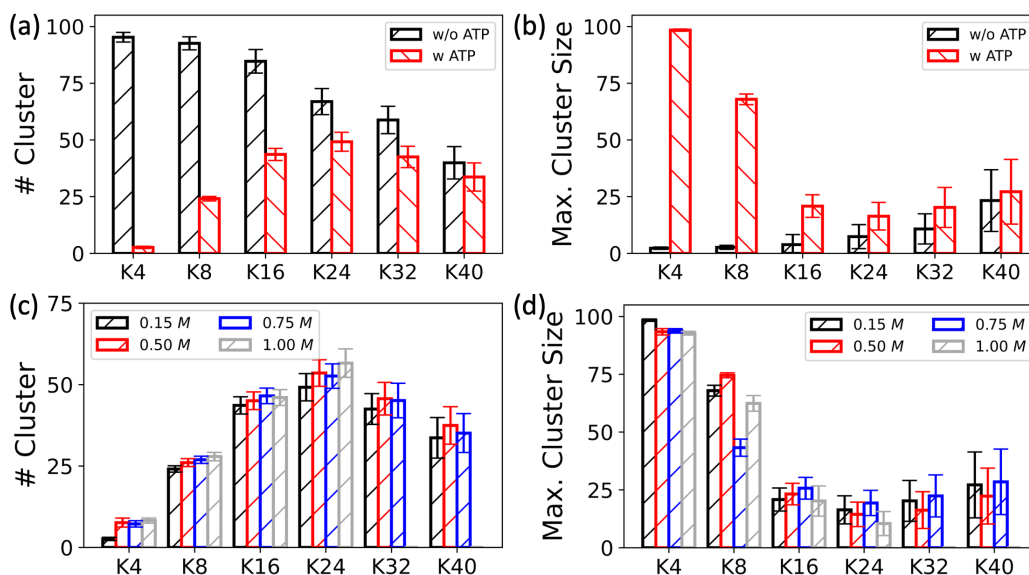 (a)
# Cluster
100
75
50
25
0
w/o ATP
w ATP
K4 K8 K16 K24 K32 K40
(b)
Max. Cluster Size
100
75
50
25
0
w/o ATP
w ATP
K4 K8 K16 K24 K32 K40
(c)
# Cluster
75
50
25
0
0.15 M 0.75 M
0.50 M 1.00 M
K4 K8 K16 K24 K32 K40
(d)
Max. Cluster Size
100
75
50
25
0
0.15 M 0.75 M
0.50 M 1.00 M
K4 K8 K16 K24 K32 K40